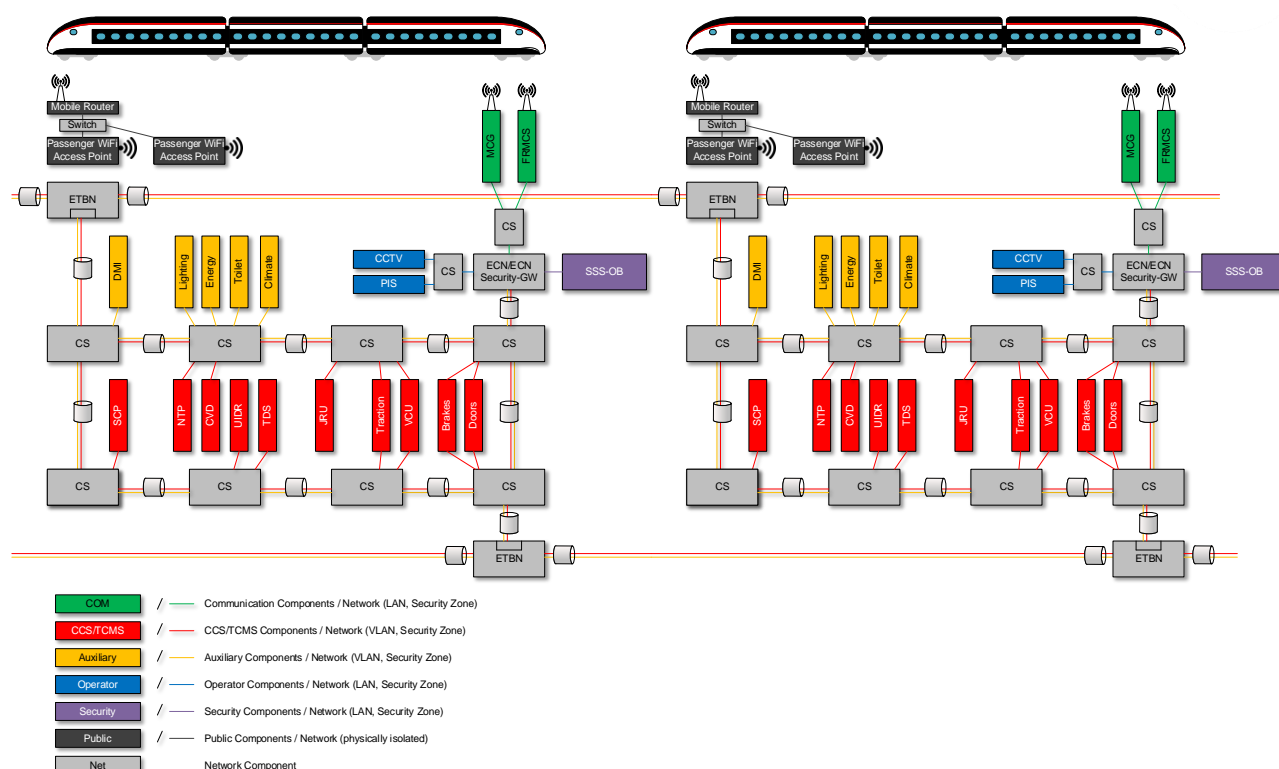 Mobile Router
Switch
Passenger WiFi
Access Point
Passenger WiFi
Access Point
MCG
FRMCS
Mobile Router
Switch
Passenger WiFi
Access Point
Passenger WiFi
Access Point
MCG
FRMCS
ETBN
CS
ETBN
CS
DMI
Lighting
Energy
Toilet
Climate
CCTV
PIS
CS
ECN/ECN
Security-GW
SSS-OB
DMI
Lighting
Energy
Toilet
Climate
CCTV
PIS
CS
ECN/ECN
Security-GW
SSS-OB
CS
CS
CS
CS
CS
CS
CS
CS
SCP
NTP
CVD
UIDR
TDS
JRU
Traction
VCU
Brakes
Doors
SCP
NTP
CVD
UIDR
TDS
JRU
Traction
VCU
Brakes
Doors
CS
CS
CS
CS
CS
CS
CS
CS
ETBN
ETBN
COM / Communication Components / Network (LAN, Security Zone)
CCS/TCMS / CCS/TCMS Components / Network (VLAN, Security Zone)
Auxiliary / Auxiliary Components / Network (VLAN, Security Zone)
Operator / Operator Components / Network (LAN, Security Zone)
Security / Security Components / Network (LAN, Security Zone)
Public / Public Components / Network (physically isolated)
Net Network Component